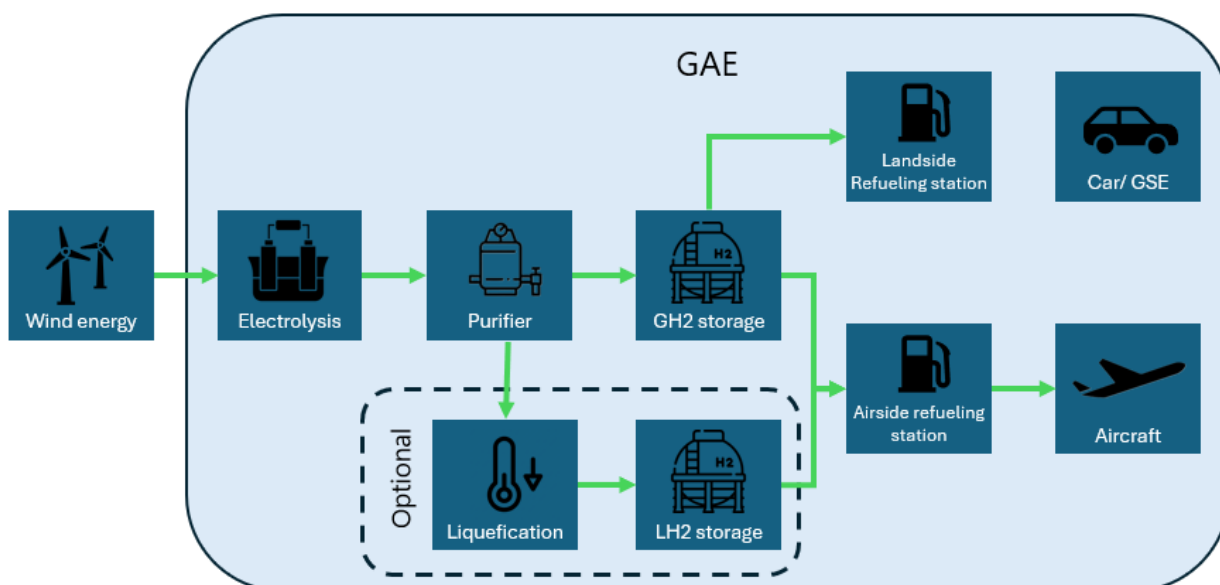 GAE
Landside
Refueling station
Car/ GSE
Wind energy
Electrolysis
Purifier
H2
GH2 storage
Airside refueling
station
Aircraft
Optional
Liquefication
H2
LH2 storage